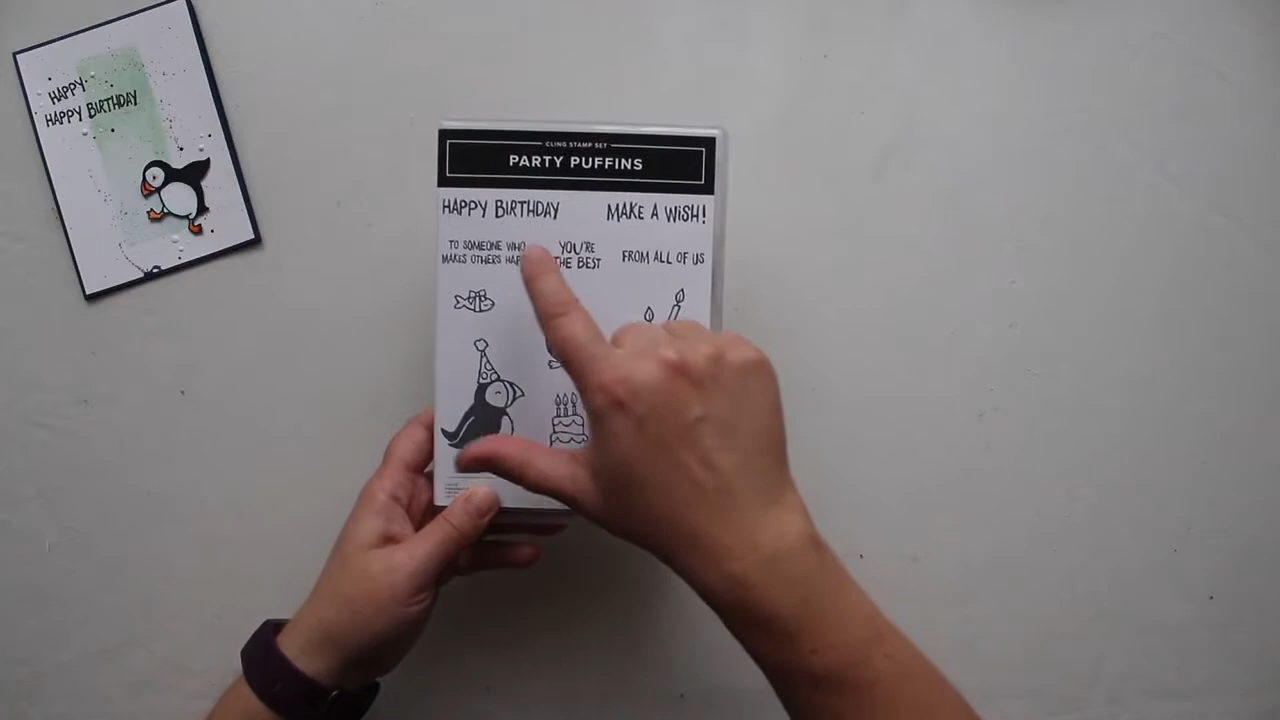 HAPPY
HAPPY BIRTHDAY
CLING STAMP SET
PARTY PUFFINS
HAPPY BIRTHDAY
MAKE A WiSH!
TO SOMEONE WHO
MAKES OTHERS
YOU'RE
THE BEST
FROM ALL OF US